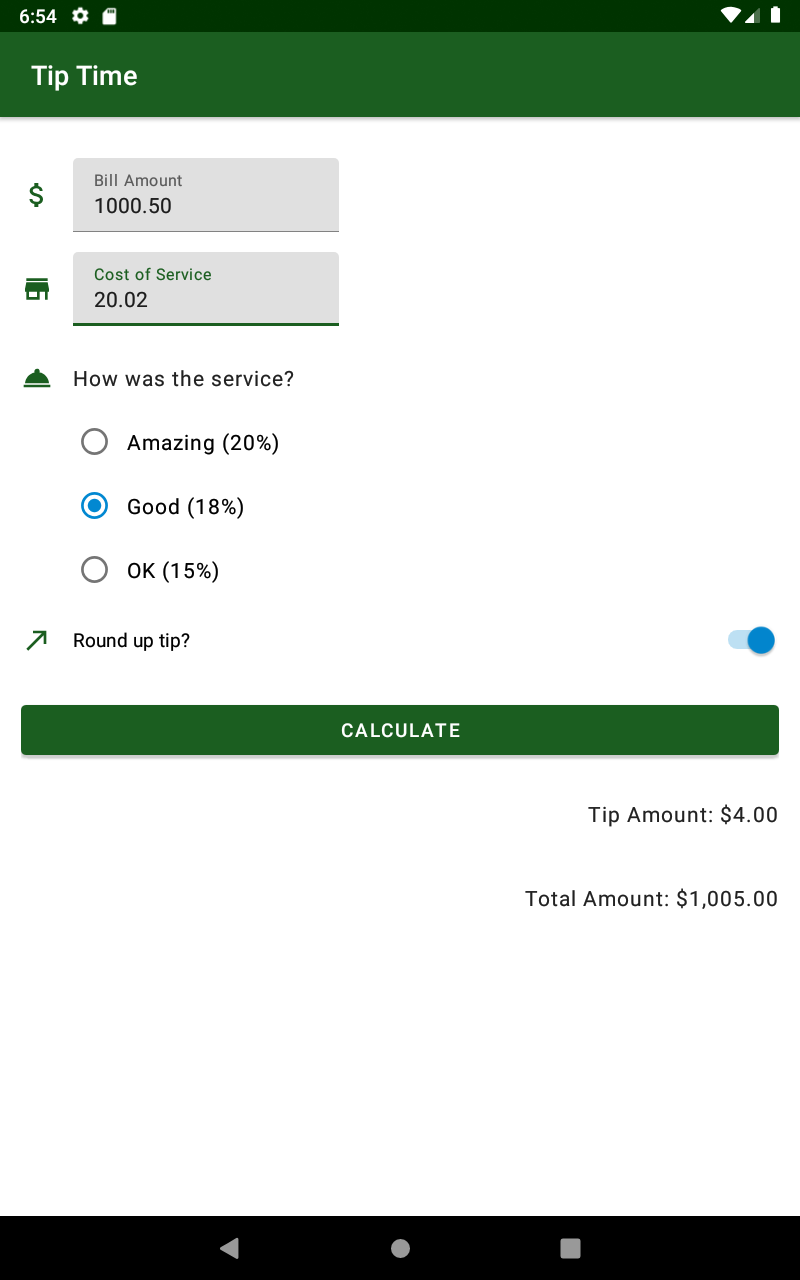 6:54
Tip Time
Bill Amount
1000.50
Cost of Service
20.02
How was the service?
Amazing (20%)
Good (18%)
OK (15%)
Round up tip?
CALCULATE
Tip Amount: $4.00
Total Amount: $1,005.00